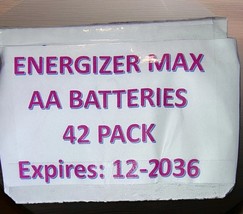 ENERGIZER MAX
AA BATTERIES
42 PACK
Expires: 12-2036